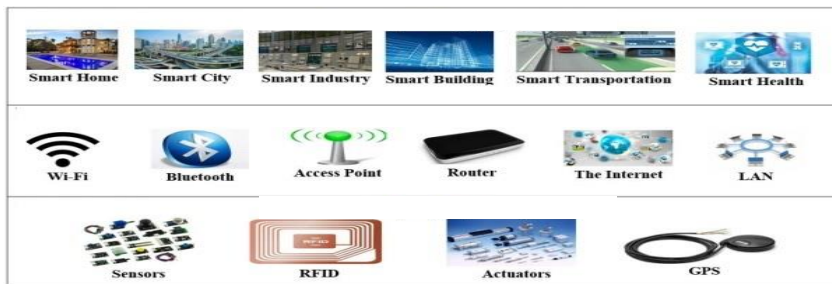 Smart Home
Smart City
Smart Industry
Smart Building
Smart Transportation
Smart Health
Wi-Fi
Bluetooth
Access Point
Router
The Internet
LAN
RFID
Sensors
RFID
Actuators
GPS